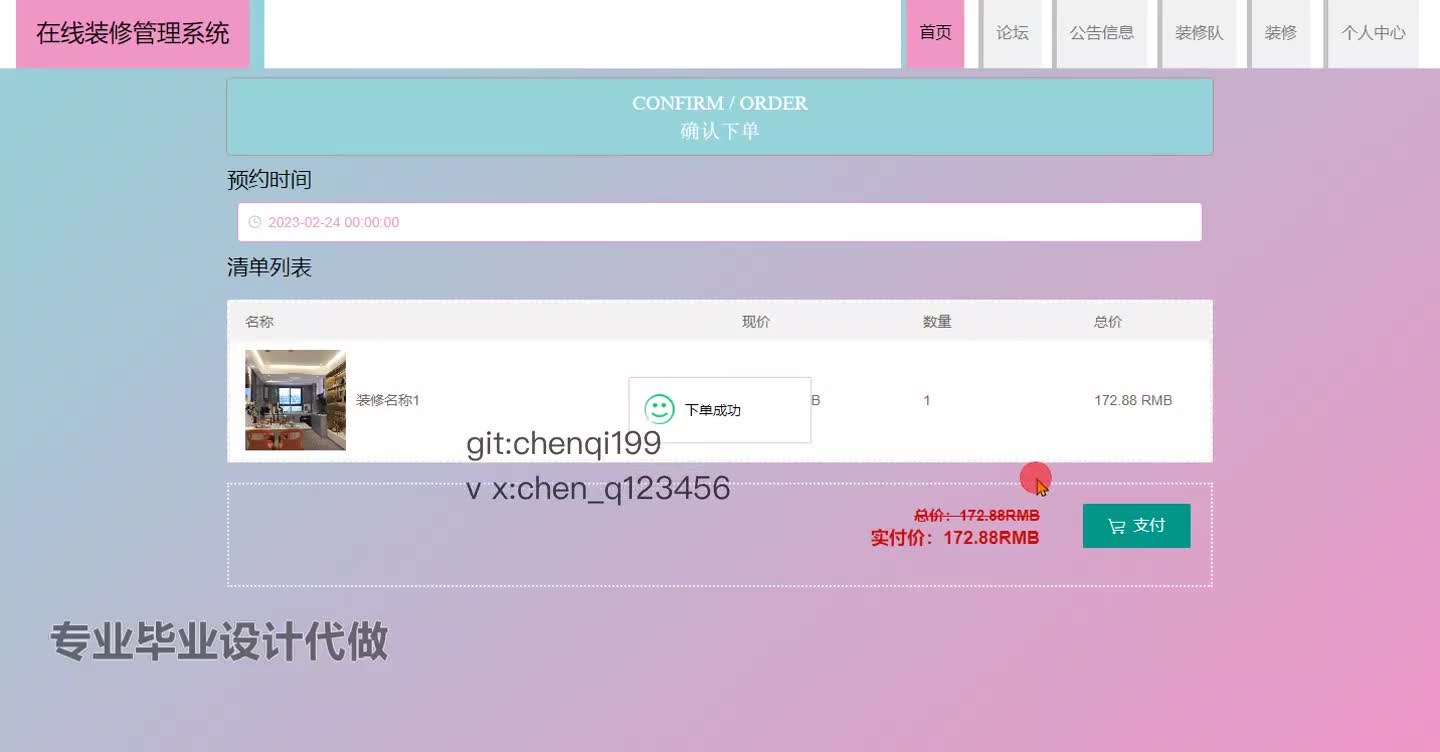 在线装修管理系统
首页
论坛
公告信息
装修队
装修
个人中心
CONFIRM / ORDER
确认下单
预约时间
2023-02-24 00:00:00
清单列表
名称 现价 数量 总价
装修名称1 B 1 172.88 RMB
下单成功
git:chenqi199
v x:chen_q123456
总价：172.88RMB
实付价：172.88RMB
支付
专业毕业设计代做